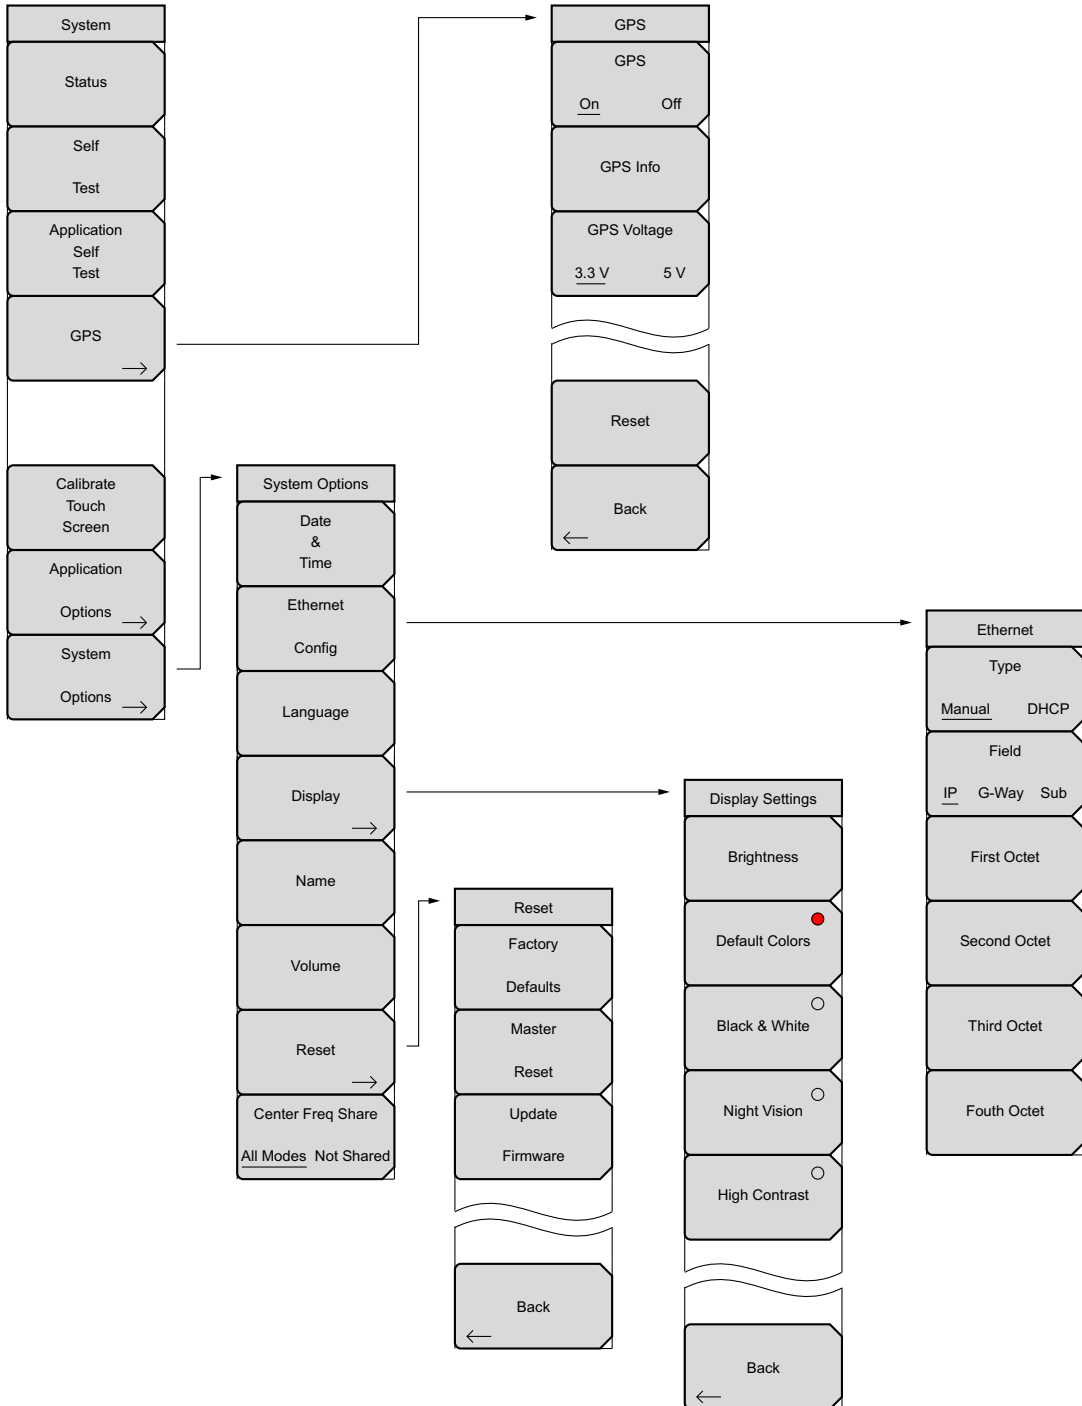 System
Status
Self
Test
Application
Self
Test
GPS
Calibrate
Touch
Screen
Application
Options
System
Options
GPS
GPS
On Off
GPS Info
GPS Voltage
3.3 V 5 V
Reset
Back
System Options
Date
&
Time
Ethernet
Config
Language
Display
Name
Volume
Reset
Center Freq Share
All Modes Not Shared
Reset
Factory
Defaults
Master
Reset
Update
Firmware
Back
Display Settings
Brightness
Default Colors
Black & White
Night Vision
High Contrast
Back
Ethernet
Type
Manual DHCP
Field
IP G-Way Sub
First Octet
Second Octet
Third Octet
Fouth Octet